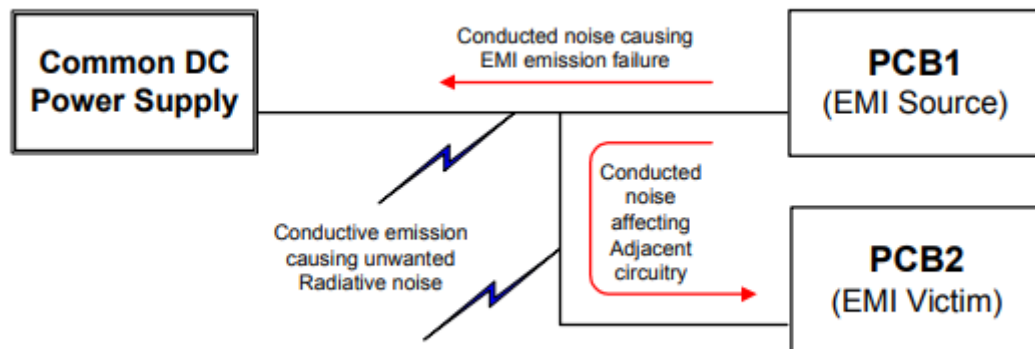 Common DC
Power Supply
Conducted noise causing
EMI emission failure
PCB1
(EMI Source)
Conducted
noise
affecting
Adjacent
circuitry
Conductive emission
causing unwanted
Radiative noise
PCB2
(EMI Victim)